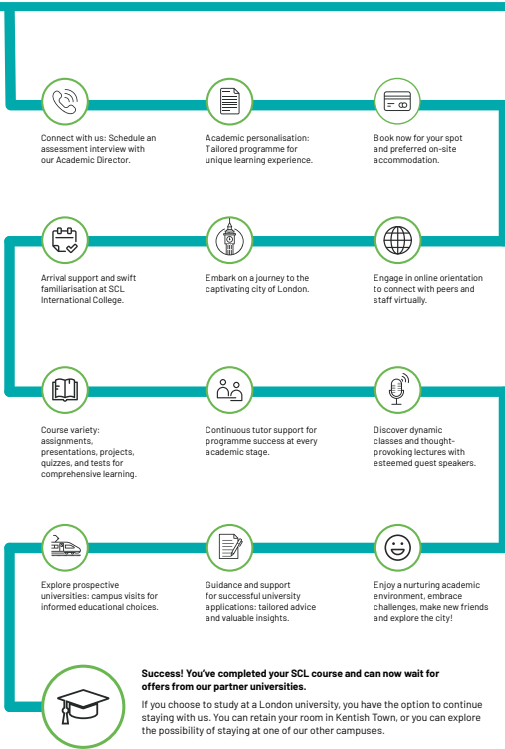 Connect with us: Schedule an
assessment interview with
our Academic Director.
Academic personalisation:
Tailored programme for
unique learning experience.
Book now for your spot
and preferred on-site
accommodation.
Arrival support and swift
familiarisation at SCL
International College.
Embark on a journey to the
captivating city of London.
Engage in online orientation
to connect with peers and
staff virtually.
Course variety:
assignments,
presentations, projects,
quizzes, and tests for
comprehensive learning.
Continuous tutor support for
programme success at every
academic stage.
Discover dynamic
classes and thought-
provoking lectures with
esteemed guest speakers.
Explore prospective
universities: campus visits for
informed educational choices.
Guidance and support
for successful university
applications: tailored advice
and valuable insights.
Enjoy a nurturing academic
environment, embrace
challenges, make new friends
and explore the city!
Success! You've completed your SCL course and can now wait for
offers from our partner universities.
If you choose to study at a London university, you have the option to continue
staying with us. You can retain your room in Kentish Town, or you can explore
the possibility of staying at one of our other campuses.